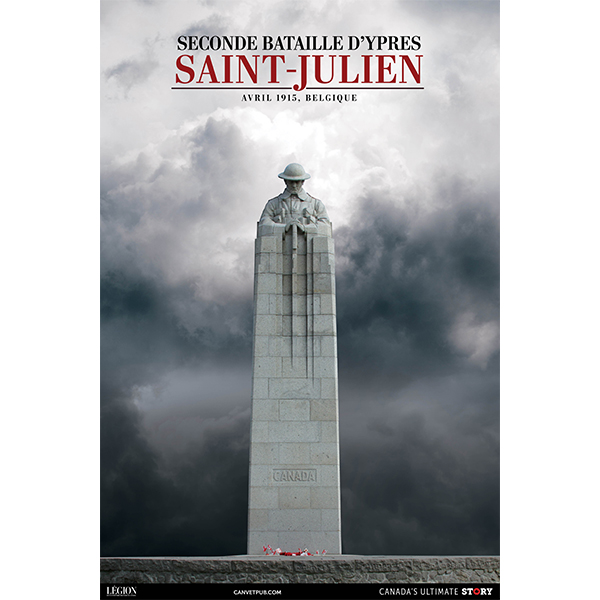 SECONDE BATAILLE D'YPRES
SAINT-JULIEN
AVRIL 1915, BELGIQUE
CANADA
LÉGION
CANVETPUB.COM
CANADA'S ULTIMATE STORY